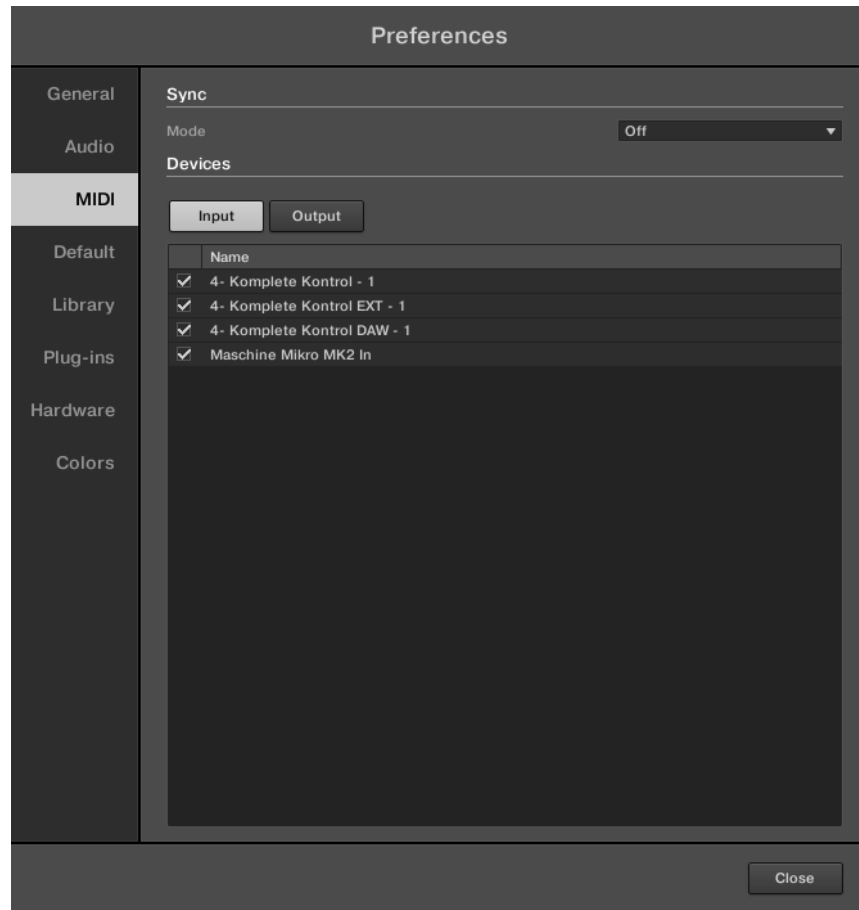 Preferences
General
Audio
MIDI
Default
Library
Plug-ins
Hardware
Colors
Sync
Mode Off
Devices
Input Output
Name
4- Komplete Kontrol - 1
4- Komplete Kontrol EXT - 1
4- Komplete Kontrol DAW - 1
Maschine Mikro MK2 In
Close